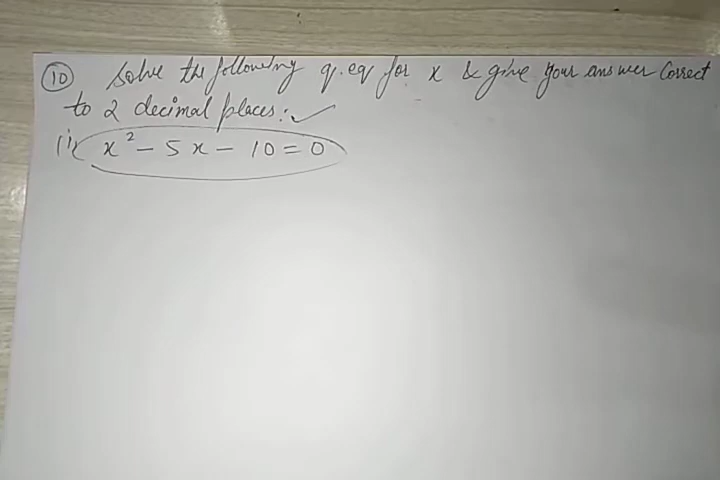 (10) Solve the following q.eq for x & give your answer Correct
to 2 decimal places:
(i) x² - 5x - 10 = 0